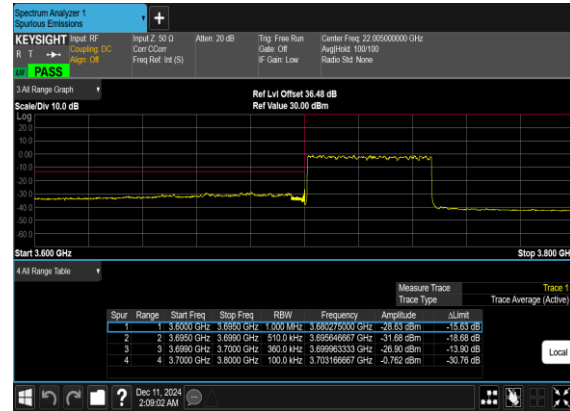 Spectrum Analyzer 1
Spurious Emissions
KEYSIGHT Input: RF Input Z: 50 Ω Atten: 20 dB Trig: Free Run Center Freq: 22.005000000 GHz
R T Coupling: DC Corr CCorr Gate: Off Avg|Hold: 100/100
Align: Off Freq Ref: Int (S) IF Gain: Low Radio Std: None
LXI PASS
3 All Range Graph
Ref Lvl Offset 36.48 dB
Scale/Div 10.0 dB Ref Value 30.00 dBm
Log
20.0
10.0
0.00
-10.0
-20.0
-30.0
-40.0
-50.0
-60.0
Start 3.600 GHz Stop 3.800 GH
4 All Range Table
Measure Trace Trace 1
Trace Type Trace Average (Active)
Spur Range Start Freq Stop Freq RBW Frequency Amplitude ΔLimit
1 1 3.6000 GHz 3.6950 GHz 1.000 MHz 3.680275000 GHz -28.63 dBm -15.63 dB
2 2 3.6950 GHz 3.6990 GHz 510.0 kHz 3.695646667 GHz -31.68 dBm -18.68 dB
3 3 3.6990 GHz 3.7000 GHz 360.0 kHz 3.699963333 GHz -26.90 dBm -13.90 dB
4 4 3.7000 GHz 3.8000 GHz 100.0 kHz 3.703166667 GHz -0.762 dBm -30.76 dB
Local
Dec 11, 2024
2:09:02 AM